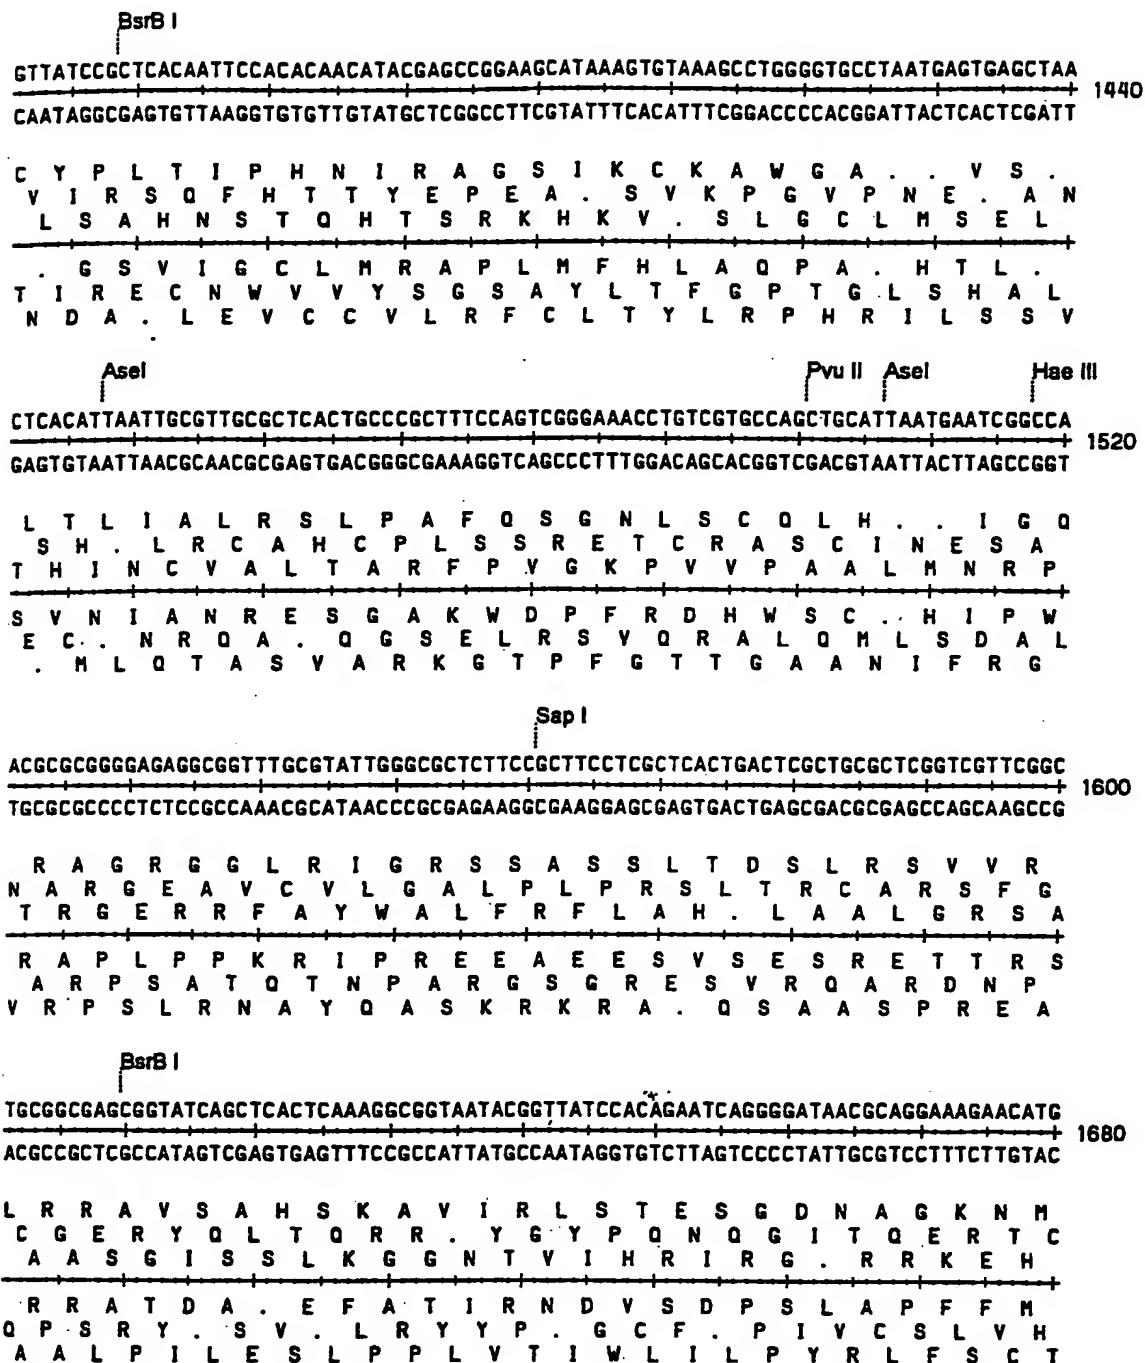 BsrB I
GTTATCCGCTCACAATTCCACACAACATACGAGCCGGAAGCATAAAGTGTAAAGCCTGGGGTGCCTAATGAGTGAGCTAA
1440
CAATAGGCGAGTGTTAAGGTGTGTTGTATGCTCGGCCTTCGTATTTCACATTTCGGACCCCACGGATTACTCACTCGATT
C Y P L T I P H N I R A G S I K C K A W G A . . V S .
V I R S Q F H T T Y E P E A . S V K P G V P N E . A N
L S A H N S T Q H T S R K H K V . S L G C L M S E L
. G S V I G C L M R A P L M F H L A Q P A . H T L .
T I R E C N W V V Y S G S A Y L T F G P T G L S H A L
N D A . L E V C C V L R F C L T Y L R P H R I L S S V
AseI Pvu II AseI Hae III
CTCACATTAATTGCGTTGCGCTCACTGCCCGCTTTCCAGTCGGGAAACCTGTCGTGCCAGCTGCATTAATGAATCGGCCA
1520
GAGTGTAATTAACGCAACGCGAGTGACGGGCGAAAGGTCAGCCCTTTGGACAGCACGGTCGACGTAATTACTTAGCCGGT
L T L I A L R S L P A F Q S G N L S C Q L H . . I G Q
S H . L R C A H C P L S S R E T C R A S C I N E S A
T H I N C V A L T A R F P V G K P V V P A A L M N R P
S V N I A N R E S G A K W D P F R D H W S C . H I P W
E C . N R Q A . Q G S E L R S V Q R A L Q M L S D A L
. M L Q T A S V A R K G T P F G T T G A A N I F R G
Sap I
ACGCGCGGGGAGAGGCGGTTTGCGTATTGGGCGCTCTTCCGCTTCCTCGCTCACTGACTCGCTGCGCTCGGTCGTTCGGC
1600
TGCGCGCCCCTCTCCGCCAAACGCATAACCCGCGAGAAGGCGAAGGAGCGAGTGACTGAGCGACGCGAGCCAGCAAGCCG
R A G R G G L R I G R S S A S S L T D S L R S V V R
N A R G E A V C V L G A L P L P R S L T R C A R S F G
T R G E R R F A Y W A L F R F L A H . L A A L G R S A
R A P L P P K R I P R E E A E E S V S E S R E T T R S
A R P S A T Q T N P A R G S G R E S V R Q A R D N P
V R P S L R N A Y Q A S K R K R A . Q S A A S P R E A
BsrB I
TGCGGCGAGCGGTATCAGCTCACTCAAAGGCGGTAATACGGTTATCCACAGAATCAGGGGATAACGCAGGAAAGAACATG
1680
ACGCCGCTCGCCATAGTCGAGTGAGTTTCCGCCATTATGCCAATAGGTGTCTTAGTCCCCTATTGCGTCCTTTCTTGTAC
L R R A V S A H S K A V I R L S T E S G D N A G K N M
C G E R Y Q L T Q R R . Y G Y P Q N Q G I T Q E R T C
A A S G I S S L K G G N T V I H R I R G . R R K E H
R R A T D A . E F A T I R N D V S D P S L A P F F M
Q P S R Y . S V . L R Y Y P . G C F . P I V C S L V H
A A L P I L E S L P P L V T I W L I L P Y R L F S C T